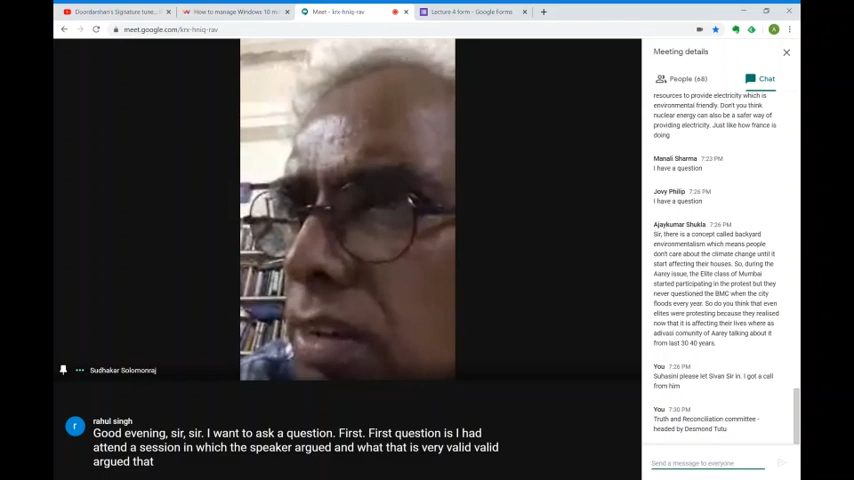 Doordarshan's Signature tune...
How to manage Windows 10 m
Meet - krv-hniq-rav
Lecture 4 form - Google Forms
meet.google.com/krv-hniq-rav
A
Sudhakar Solomonraj
r
rahul singh
Good evening, sir, sir. I want to ask a question. First. First question is I had
attend a session in which the speaker argued and what that is very valid valid
argued that
Meeting details
People (68)
Chat
resources to provide electricity which is
environmental friendly. Don't you think
nuclear energy can also be a safer way of
providing electricity. Just like how france is
doing
Manali Sharma 7:23 PM
I have a question
Jovy Philip 7:26 PM
I have a question
Ajaykumar Shukla 7:26 PM
Sir, there is a concept called backyard
environmentalism which means people
don't care about the climate change until it
start affecting their houses. So, during the
Aarey issue, the Elite class of Mumbai
started participating in the protest but they
never questioned the BMC when the city
floods every year. So do you think that even
elites were protesting because they realised
now that it is affecting their lives where as
adivasi comunity of Aarey talking about it
from last 30 40 years.
You 7:26 PM
Suhasini please let Sivan Sir in. I got a call
from him
You 7:30 PM
Truth and Reconciliation committee -
headed by Desmond Tutu
Send a message to everyone